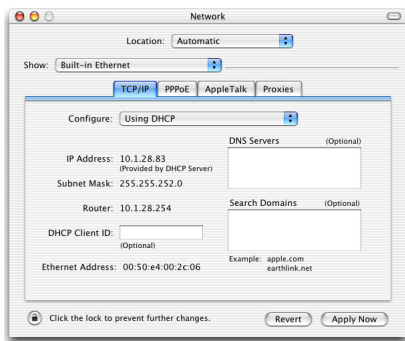 Network
Location: Automatic
Show: Built-in Ethernet
TCP/IP PPPoE AppleTalk Proxies
Configure: Using DHCP
DNS Servers (Optional)
IP Address: 10.1.28.83
(Provided by DHCP Server)
Subnet Mask: 255.255.252.0
Router: 10.1.28.254
Search Domains (Optional)
DHCP Client ID:
(Optional)
Example: apple.com
earthlink.net
Ethernet Address: 00:50:e4:00:2c:06
Click the lock to prevent further changes.
Revert Apply Now